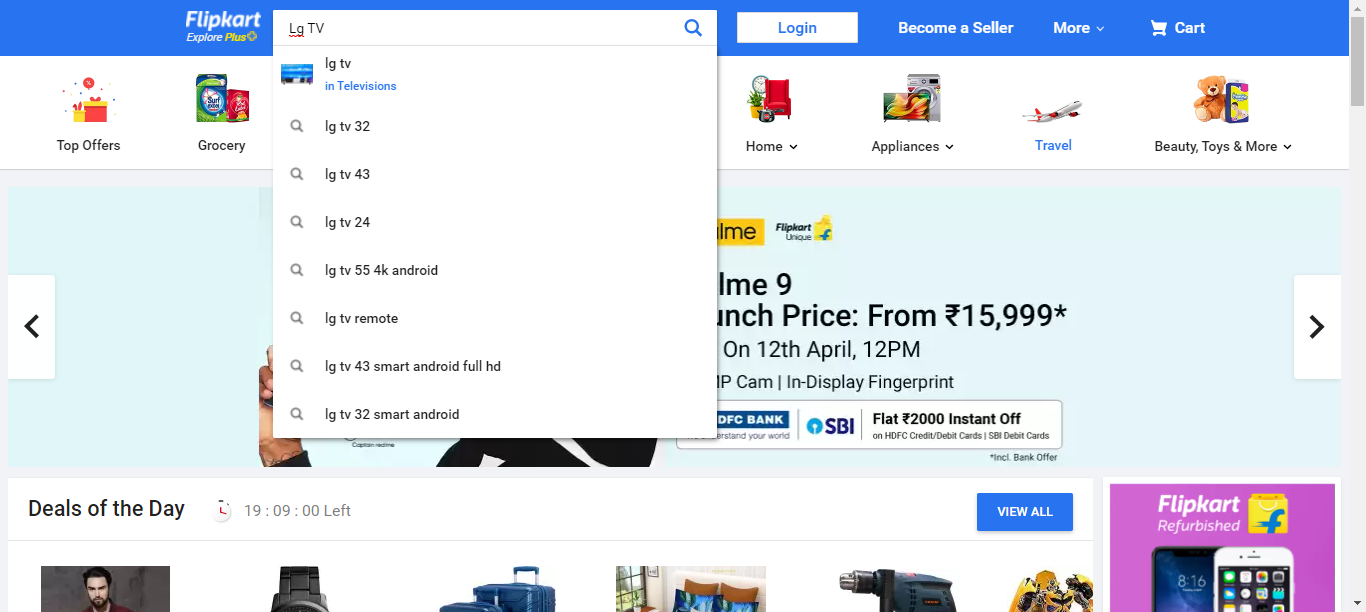 Flipkart
Explore Plus
Lg TV
Login
Become a Seller
More
Cart
lg tv
in Televisions
lg tv 32
lg tv 43
lg tv 24
lg tv 55 4k android
lg tv remote
lg tv 43 smart android full hd
lg tv 32 smart android
Top Offers
Grocery
Home
Appliances
Travel
Beauty, Toys & More
Flipkart
Unique
lme 9
Price: From ₹15,999*
On 12th April, 12PM
Cam | In-Display Fingerprint
BANK
your world
SBI
Flat ₹2000 Instant Off
on HDFC Credit/Debit Cards | SBI Debit Cards
*Incl. Bank Offer
Deals of the Day
19 : 09 : 00 Left
VIEW ALL
Flipkart
Refurbished
8:16
Surf
excel